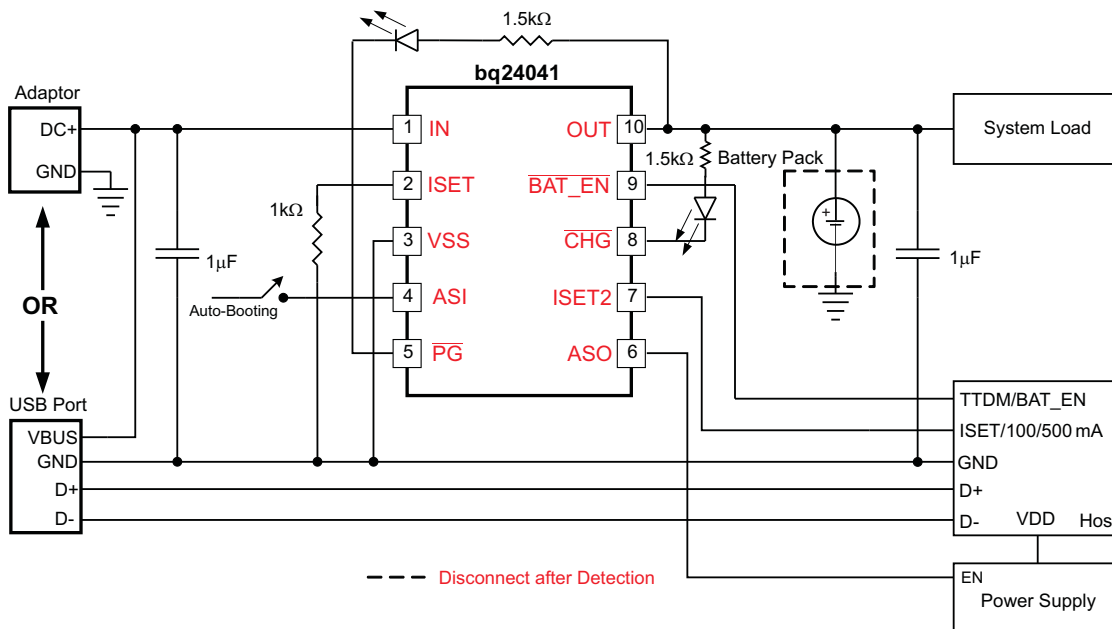 1.5kΩ
bq24041
Adaptor
DC+
GND
1 IN
OUT 10
System Load
1.5kΩ
Battery Pack
2 ISET
BAT_EN 9
1kΩ
+
3 VSS
CHG 8
1μF
1μF
OR
4 ASI
ISET2 7
Auto-Booting
5 PG
ASO 6
USB Port
TTDM/BAT_EN
VBUS
ISET/100/500 mA
GND
GND
D+
D+
D-
D-
VDD
Hos
Disconnect after Detection
EN
Power Supply